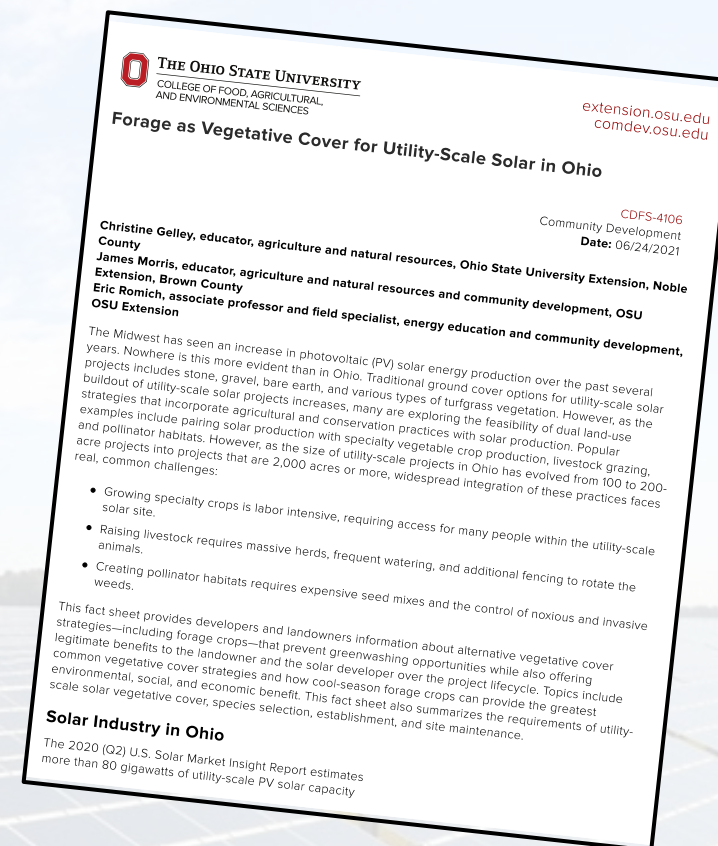 THE OHIO STATE UNIVERSITY
COLLEGE OF FOOD, AGRICULTURAL,
AND ENVIRONMENTAL SCIENCES
extension.osu.edu
comdev.osu.edu
Forage as Vegetative Cover for Utility-Scale Solar in Ohio
CDFS-4106
Community Development
Date: 06/24/2021
Christine Gelley, educator, agriculture and natural resources, Ohio State University Extension, Noble
County
James Morris, educator, agriculture and natural resources and community development, OSU
Extension, Brown County
Eric Romich, associate professor and field specialist, energy education and community development,
OSU Extension
The Midwest has seen an increase in photovoltaic (PV) solar energy production over the past several
years. Nowhere is this more evident than in Ohio. Traditional ground cover options for utility-scale solar
projects includes stone, gravel, bare earth, and various types of turfgrass vegetation. However, as the
buildout of utility-scale solar projects increases, many are exploring the feasibility of dual land-use
strategies that incorporate agricultural and conservation practices with solar production. Popular
examples include pairing solar production with specialty vegetable crop production, livestock grazing,
and pollinator habitats. However, as the size of utility-scale projects in Ohio has evolved from 100 to 200-
acre projects into projects that are 2,000 acres or more, widespread integration of these practices faces
real, common challenges:
• Growing specialty crops is labor intensive, requiring access for many people within the utility-scale
solar site.
• Raising livestock requires massive herds, frequent watering, and additional fencing to rotate the
animals.
• Creating pollinator habitats requires expensive seed mixes and the control of noxious and invasive
weeds.
This fact sheet provides developers and landowners information about alternative vegetative cover
strategies—including forage crops—that prevent greenwashing opportunities while also offering
legitimate benefits to the landowner and the solar developer over the project lifecycle. Topics include
common vegetative cover strategies and how cool-season forage crops can provide the greatest
environmental, social, and economic benefit. This fact sheet also summarizes the requirements of utility-
scale solar vegetative cover, species selection, establishment, and site maintenance.
Solar Industry in Ohio
The 2020 (Q2) U.S. Solar Market Insight Report estimates
more than 80 gigawatts of utility-scale PV solar capacity